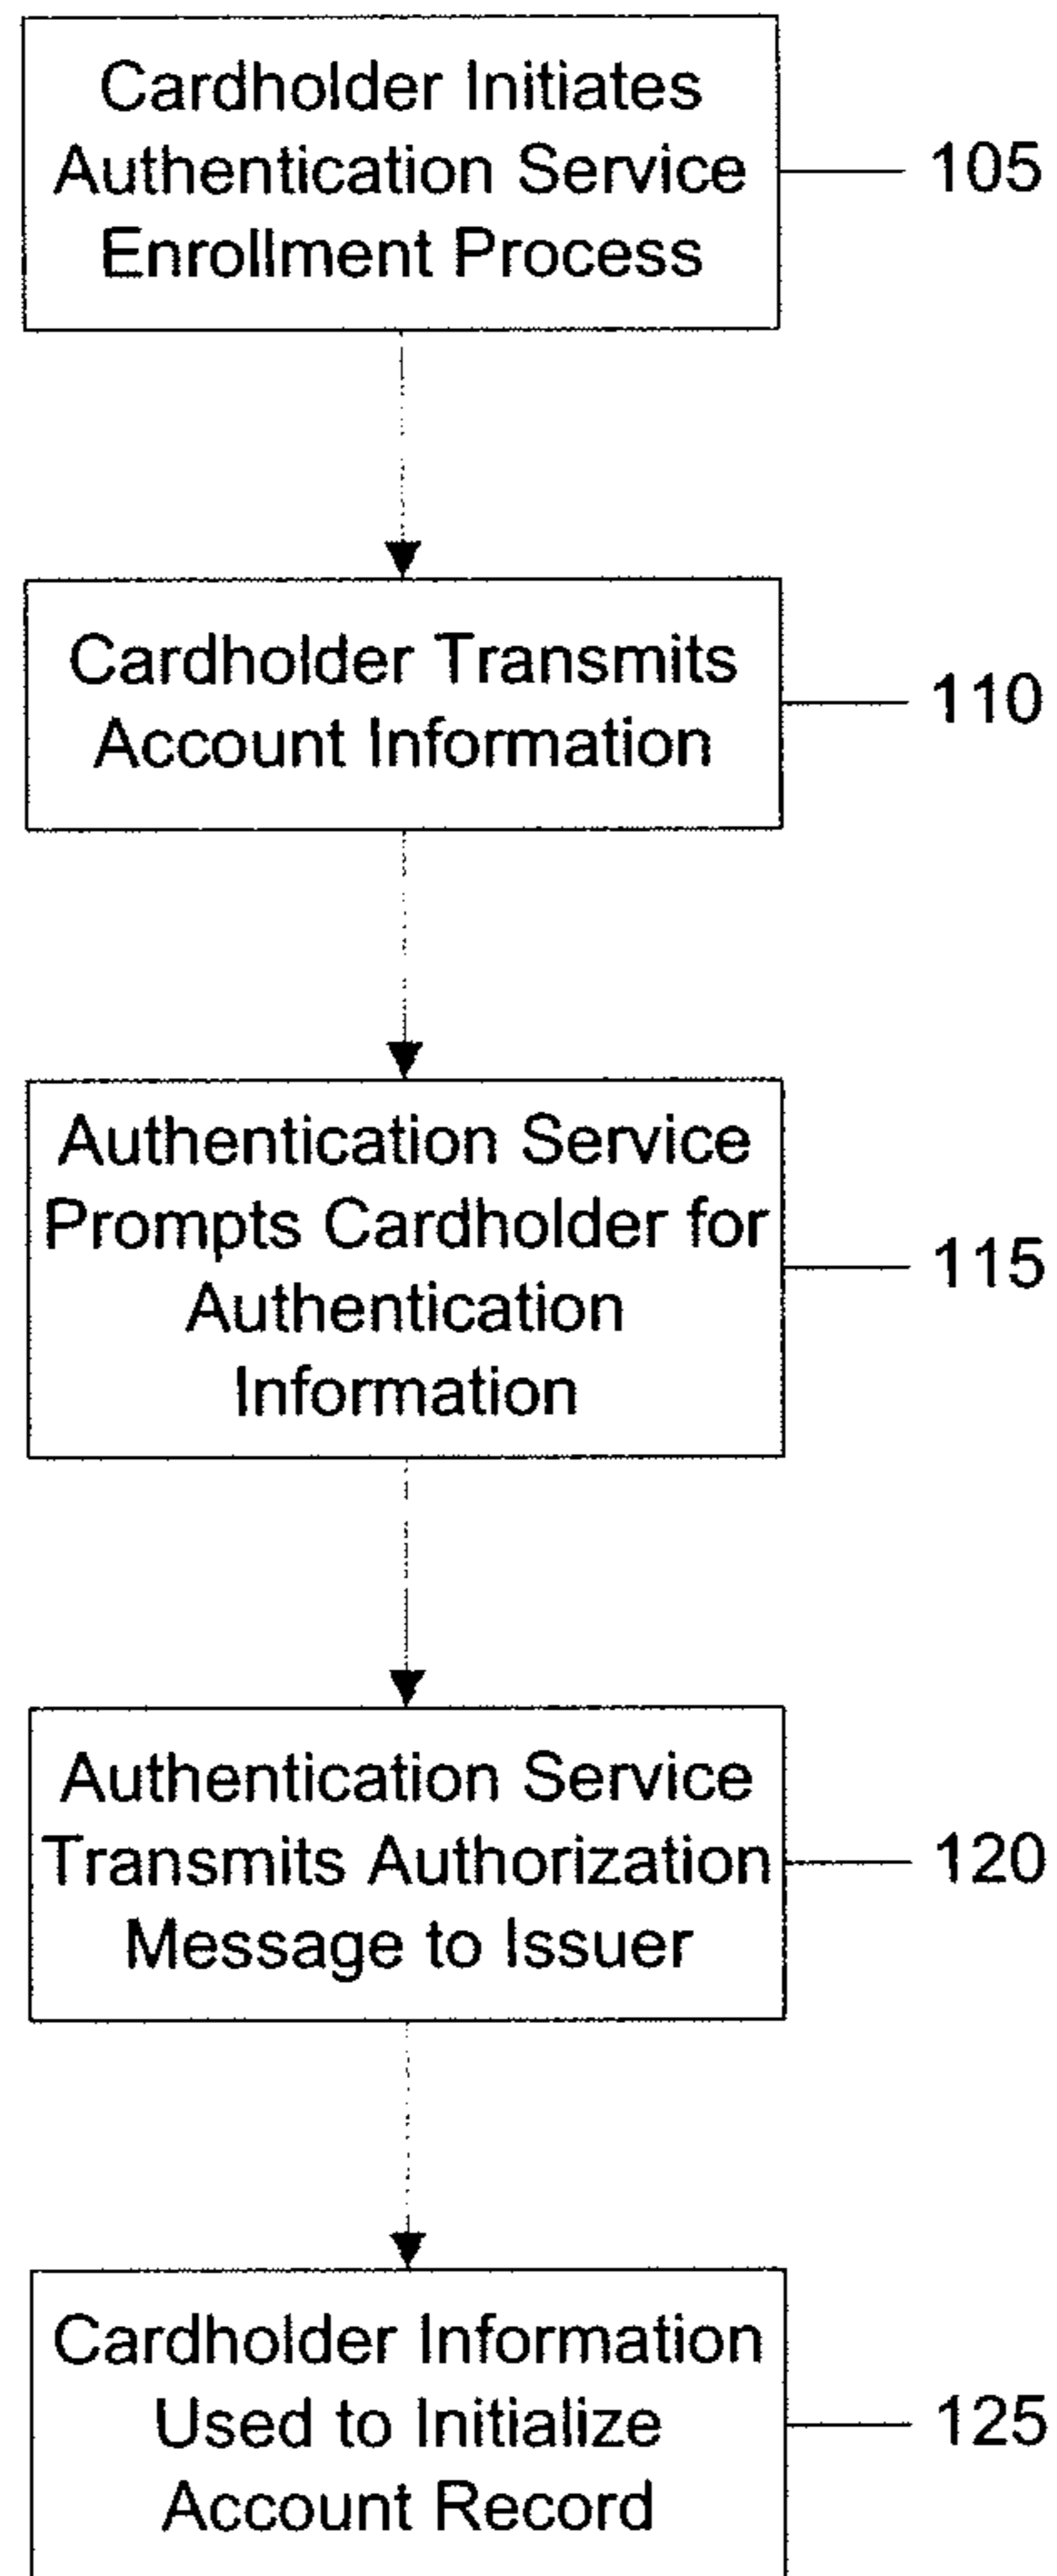 Cardholder Initiates
Authentication Service
Enrollment Process
105
Cardholder Transmits
Account Information
110
Authentication Service
Prompts Cardholder for
Authentication
Information
115
Authentication Service
Transmits Authorization
Message to Issuer
120
Cardholder Information
Used to Initialize
Account Record
125